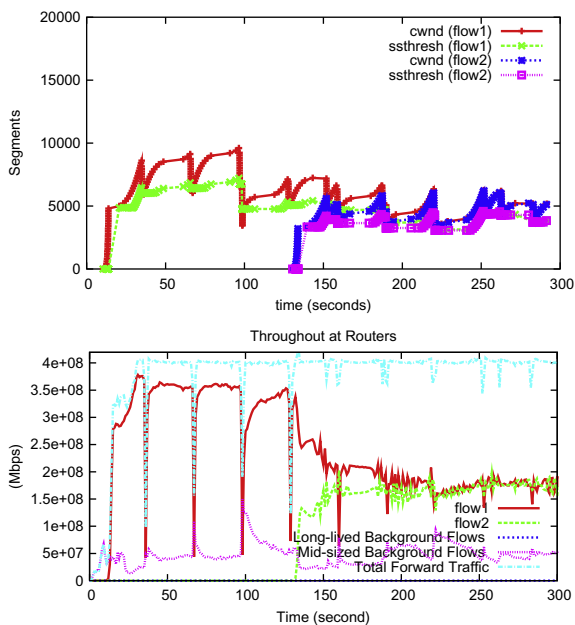 20000
15000
10000
5000
0
Segments
cwnd (flow1)
ssthresh (flow1)
cwnd (flow2)
ssthresh (flow2)
0 50 100 150 200 250 300
time (seconds)
Throughout at Routers
4e+08
3.5e+08
3e+08
2.5e+08
2e+08
1.5e+08
1e+08
5e+07
0
(Mbps)
flow1
flow2
Long-lived Background Flows
Mid-sized Background Flows
Total Forward Traffic
0 50 100 150 200 250 300
Time (second)